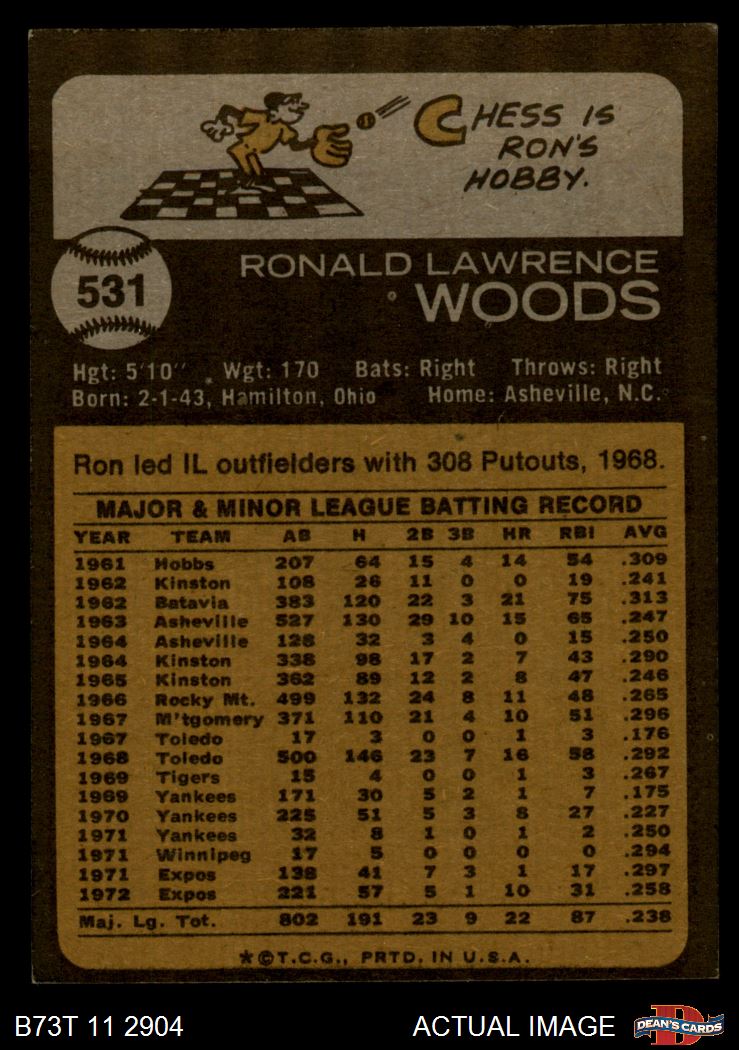 CHESS IS
RON'S
HOBBY.
531
RONALD LAWRENCE
WOODS
Hgt: 5'10" Wgt: 170 Bats: Right Throws: Right
Born: 2-1-43, Hamilton, Ohio Home: Asheville, N.C.
Ron led IL outfielders with 308 Putouts, 1968.
MAJOR & MINOR LEAGUE BATTING RECORD
YEAR TEAM AB H 2B 3B HR RBI AVG
1961 Hobbs 207 64 15 4 14 54 .309
1962 Kinston 108 26 11 0 0 19 .241
1962 Batavia 383 120 22 3 21 75 .313
1963 Asheville 527 130 29 10 15 65 .247
1964 Asheville 128 32 3 4 0 15 .250
1964 Kinston 338 98 17 2 7 43 .290
1965 Kinston 362 89 12 2 8 47 .246
1966 Rocky Mt. 499 132 24 8 11 48 .265
1967 M'tgomery 371 110 21 4 10 51 .296
1967 Toledo 17 3 0 0 1 3 .176
1968 Toledo 500 146 23 7 16 58 .292
1969 Tigers 15 4 0 0 1 3 .267
1969 Yankees 171 30 5 2 1 7 .175
1970 Yankees 225 51 5 3 8 27 .227
1971 Yankees 32 8 1 0 1 2 .250
1971 Winnipeg 17 5 0 0 0 0 .294
1971 Expos 138 41 7 3 1 17 .297
1972 Expos 221 57 5 1 10 31 .258
Maj. Lg. Tot. 802 191 23 9 22 87 .238
*©T.C.G., PRTD. IN U.S.A.
B73T 11 2904 ACTUAL IMAGE
D
DEAN'S CARDS